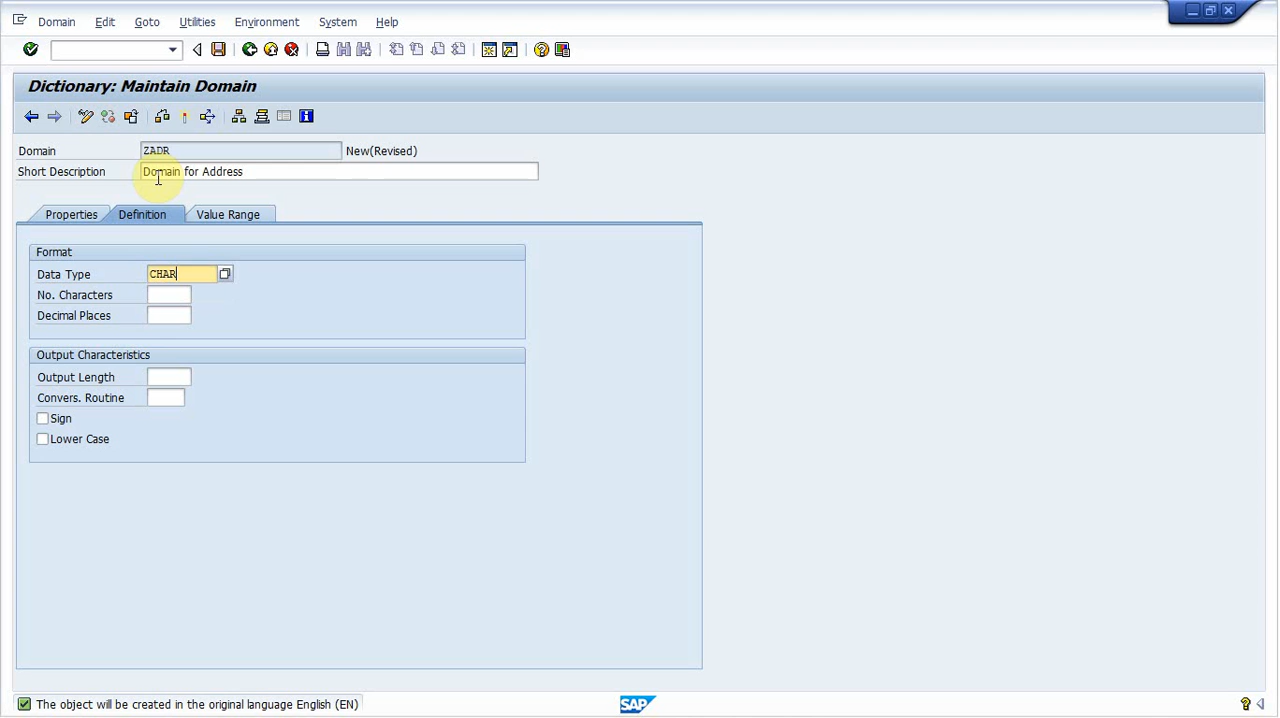 Domain Edit Goto Utilities Environment System Help
Dictionary: Maintain Domain
Domain ZADR New(Revised)
Short Description Domain for Address
Properties Definition Value Range
Format
Data Type CHAR
No. Characters
Decimal Places
Output Characteristics
Output Length
Convers. Routine
Sign
Lower Case
The object will be created in the original language English (EN)
SAP